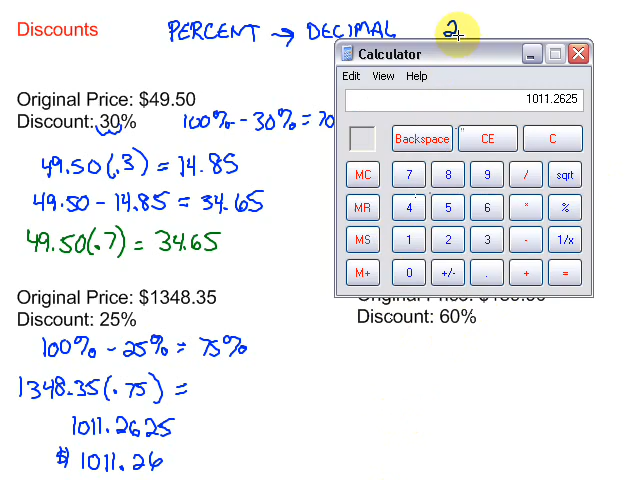 Discounts PERCENT → DECIMAL 2
Calculator
Edit View Help
1011.2625
Original Price: $49.50
Discount: 30% 100% - 30% = 70
Backspace CE C
MC 7 8 9 / sqrt
MR 4 5 6 * %
MS 1 2 3 - 1/x
M+ 0 +/- . + =
49.50(.3) = 14.85
49.50 - 14.85 = 34.65
49.50(.7) = 34.65
Original Price: $1348.35
Discount: 25%
100% - 25% = 75%
1348.35(.75) =
1011.2625
$1011.26
Discount: 60%